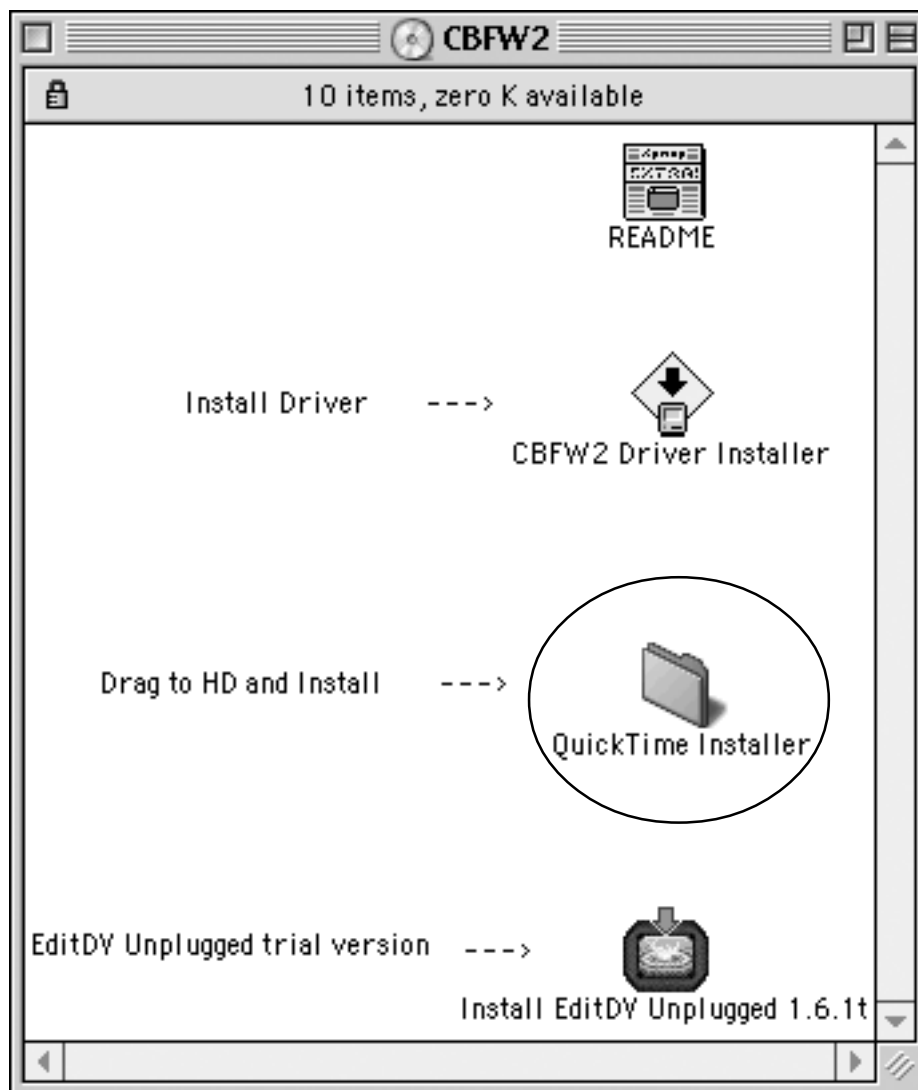 CBFW2
10 items, zero K available
EXTRA!
README
Install Driver --->
CBFW2 Driver Installer
Drag to HD and Install --->
QuickTime Installer
EditDV Unplugged trial version --->
Install EditDV Unplugged 1.6.1t